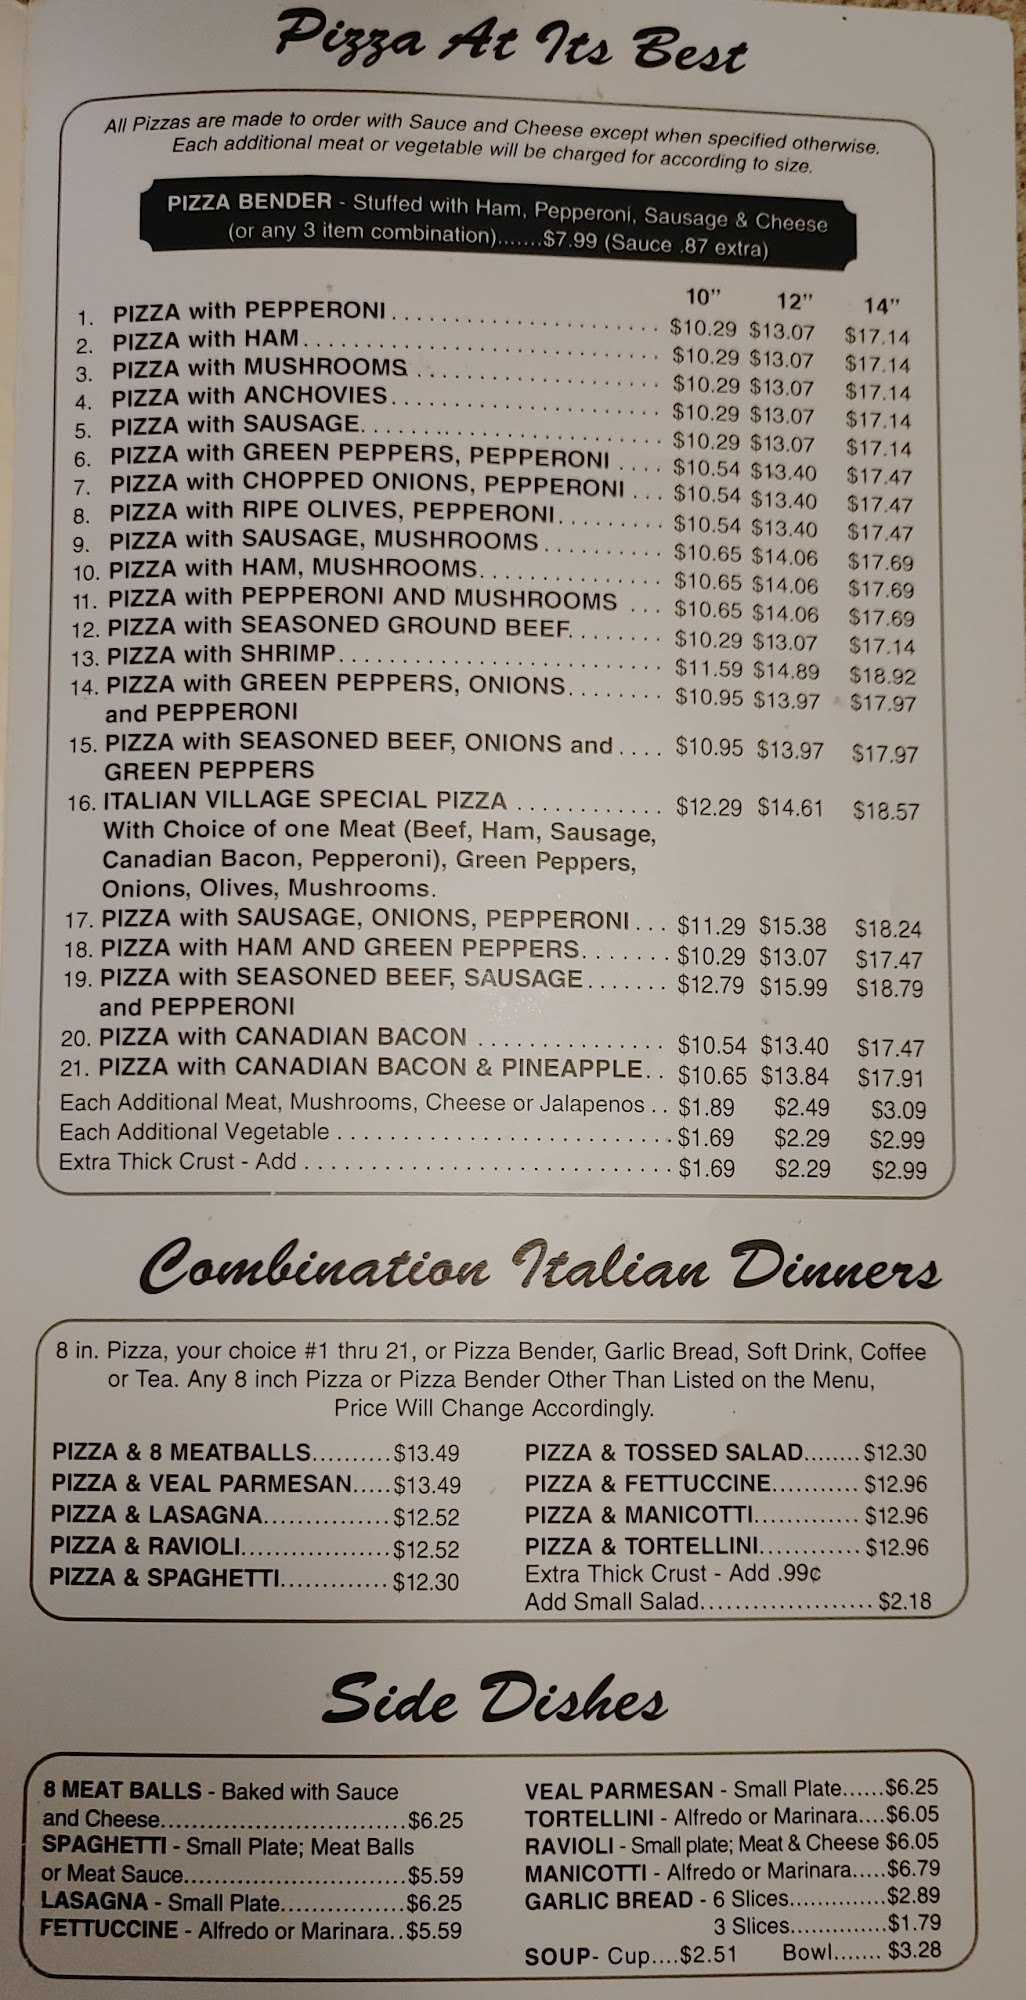 Pizza At Its Best
All Pizzas are made to order with Sauce and Cheese except when specified otherwise.
Each additional meat or vegetable will be charged for according to size.
PIZZA BENDER - Stuffed with Ham, Pepperoni, Sausage & Cheese
(or any 3 item combination).......$7.99 (Sauce .87 extra)
10" 12" 14"
1. PIZZA with PEPPERONI $10.29 $13.07 $17.14
2. PIZZA with HAM $10.29 $13.07 $17.14
3. PIZZA with MUSHROOMS $10.29 $13.07 $17.14
4. PIZZA with ANCHOVIES $10.29 $13.07 $17.14
5. PIZZA with SAUSAGE $10.29 $13.07 $17.14
6. PIZZA with GREEN PEPPERS, PEPPERONI $10.54 $13.40 $17.47
7. PIZZA with CHOPPED ONIONS, PEPPERONI $10.54 $13.40 $17.47
8. PIZZA with RIPE OLIVES, PEPPERONI $10.54 $13.40 $17.47
9. PIZZA with SAUSAGE, MUSHROOMS $10.65 $14.06 $17.69
10. PIZZA with HAM, MUSHROOMS $10.65 $14.06 $17.69
11. PIZZA with PEPPERONI AND MUSHROOMS $10.65 $14.06 $17.69
12. PIZZA with SEASONED GROUND BEEF $10.29 $13.07 $17.14
13. PIZZA with SHRIMP $11.59 $14.89 $18.92
14. PIZZA with GREEN PEPPERS, ONIONS $10.95 $13.97 $17.97
and PEPPERONI
15. PIZZA with SEASONED BEEF, ONIONS and $10.95 $13.97 $17.97
GREEN PEPPERS
16. ITALIAN VILLAGE SPECIAL PIZZA $12.29 $14.61 $18.57
With Choice of one Meat (Beef, Ham, Sausage,
Canadian Bacon, Pepperoni), Green Peppers,
Onions, Olives, Mushrooms.
17. PIZZA with SAUSAGE, ONIONS, PEPPERONI $11.29 $15.38 $18.24
18. PIZZA with HAM AND GREEN PEPPERS $10.29 $13.07 $17.47
19. PIZZA with SEASONED BEEF, SAUSAGE $12.79 $15.99 $18.79
and PEPPERONI
20. PIZZA with CANADIAN BACON $10.54 $13.40 $17.47
21. PIZZA with CANADIAN BACON & PINEAPPLE $10.65 $13.84 $17.91
Each Additional Meat, Mushrooms, Cheese or Jalapenos $1.89 $2.49 $3.09
Each Additional Vegetable $1.69 $2.29 $2.99
Extra Thick Crust - Add $1.69 $2.29 $2.99
Combination Italian Dinners
8 in. Pizza, your choice #1 thru 21, or Pizza Bender, Garlic Bread, Soft Drink, Coffee
or Tea. Any 8 inch Pizza or Pizza Bender Other Than Listed on the Menu,
Price Will Change Accordingly.
PIZZA & 8 MEATBALLS..........$13.49
PIZZA & VEAL PARMESAN.....$13.49
PIZZA & LASAGNA................$12.52
PIZZA & RAVIOLI...................$12.52
PIZZA & SPAGHETTI.............$12.30
PIZZA & TOSSED SALAD........$12.30
PIZZA & FETTUCCINE...........$12.96
PIZZA & MANICOTTI.............$12.96
PIZZA & TORTELLINI............$12.96
Extra Thick Crust - Add .99¢
Add Small Salad....................$2.18
Side Dishes
8 MEAT BALLS - Baked with Sauce
and Cheese...............................$6.25
SPAGHETTI - Small Plate; Meat Balls
or Meat Sauce............................$5.59
LASAGNA - Small Plate................$6.25
FETTUCCINE - Alfredo or Marinara..$5.59
VEAL PARMESAN - Small Plate......$6.25
TORTELLINI - Alfredo or Marinara....$6.05
RAVIOLI - Small plate; Meat & Cheese $6.05
MANICOTTI - Alfredo or Marinara.....$6.79
GARLIC BREAD - 6 Slices.............$2.89
3 Slices.............$1.79
SOUP- Cup....$2.51 Bowl.......$3.28